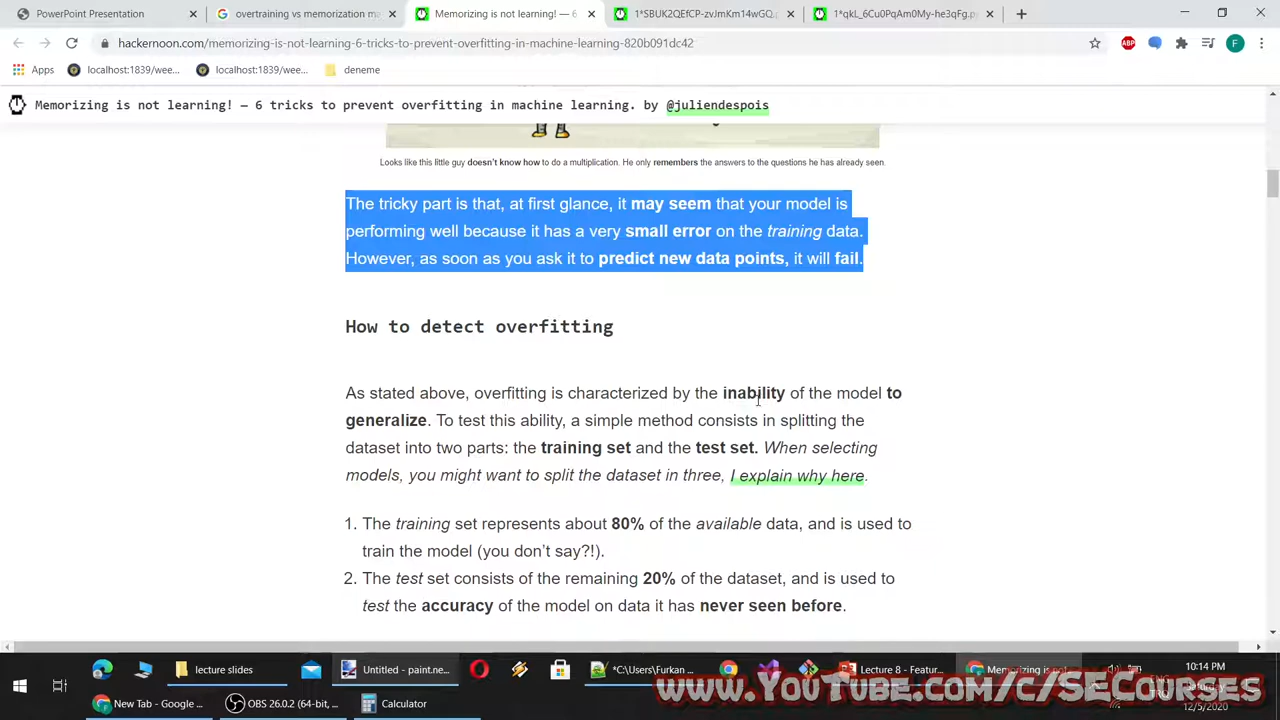 PowerPoint Presentation
overtraining vs memorization ma
Memorizing is not learning! — 6
1*SBUK2QEfCP-zvJmKm14wGQ.p
1*qkL_6Cu0PqAm0My-he3qFg.p
hackernoon.com/memorizing-is-not-learning-6-tricks-to-prevent-overfitting-in-machine-learning-820b091dc42
ABP
F
Apps
localhost:1839/wee...
localhost:1839/wee...
deneme
Memorizing is not learning! — 6 tricks to prevent overfitting in machine learning. by @juliendespois
Looks like this little guy doesn't know how to do a multiplication. He only remembers the answers to the questions he has already seen.
The tricky part is that, at first glance, it may seem that your model is
performing well because it has a very small error on the training data.
However, as soon as you ask it to predict new data points, it will fail.
How to detect overfitting
As stated above, overfitting is characterized by the inability of the model to
generalize. To test this ability, a simple method consists in splitting the
dataset into two parts: the training set and the test set. When selecting
models, you might want to split the dataset in three, I explain why here.
1. The training set represents about 80% of the available data, and is used to
train the model (you don't say?!).
2. The test set consists of the remaining 20% of the dataset, and is used to
test the accuracy of the model on data it has never seen before.
lecture slides
Untitled - paint.ne...
*C:\Users\Furkan ...
Lecture 8 - Featur...
Memorizing is not
10:14 PM
Saturday
12/5/2020
New Tab - Google ...
OBS 26.0.2 (64-bit, ...
Calculator
www.YouTube.com/c/SECourses